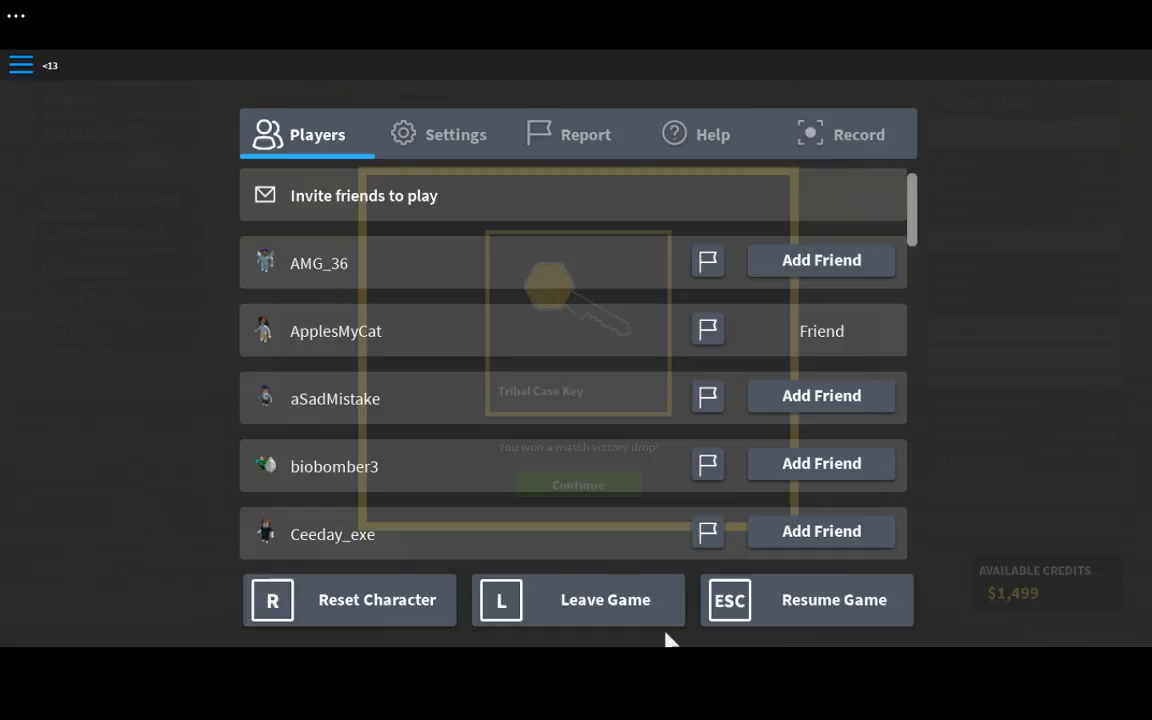 <13
Players
Settings
Report
Help
Record
Invite friends to play
AMG_36
Add Friend
ApplesMyCat
Friend
aSadMistake
Add Friend
Tribal Case Key
biobomber3
Add Friend
You won a match victory drop!
Continue
Ceeday_exe
Add Friend
AVAILABLE CREDITS
$1,499
R
Reset Character
L
Leave Game
ESC
Resume Game